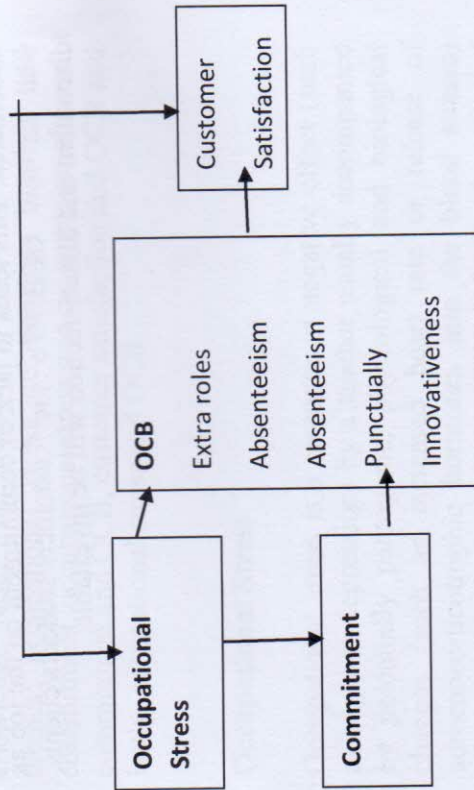 Occupational
Stress
Commitment
OCB
Extra roles
Absenteeism
Absenteeism
Punctually
Innovativeness
Customer
Satisfaction